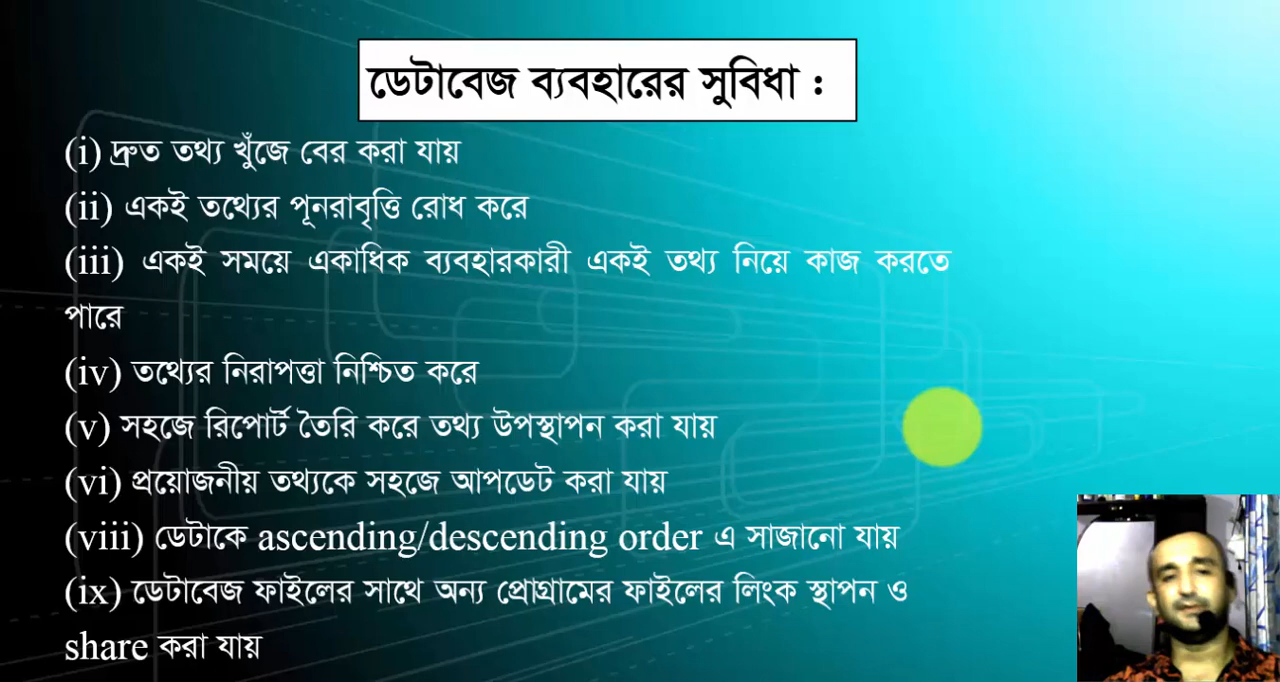 ডেটাবেজ ব্যবহারের সুবিধা :
(i) দ্রুত তথ্য খুঁজে বের করা যায়
(ii) একই তথ্যের পূনরাবৃত্তি রোধ করে
(iii) একই সময়ে একাধিক ব্যবহারকারী একই তথ্য নিয়ে কাজ করতে
পারে
(iv) তথ্যের নিরাপত্তা নিশ্চিত করে
(v) সহজে রিপোর্ট তৈরি করে তথ্য উপস্থাপন করা যায়
(vi) প্রয়োজনীয় তথ্যকে সহজে আপডেট করা যায়
(viii) ডেটাকে ascending/descending order এ সাজানো যায়
(ix) ডেটাবেজ ফাইলের সাথে অন্য প্রোগ্রামের ফাইলের লিংক স্থাপন ও
share করা যায়